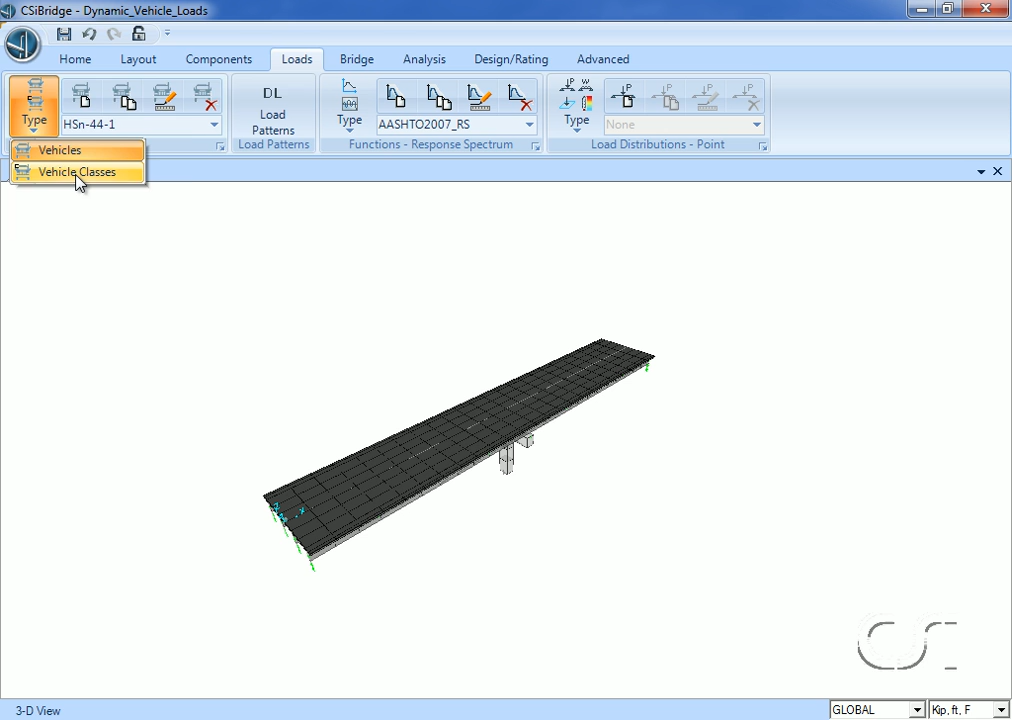 CSiBridge - Dynamic_Vehicle_Loads
Home Layout Components Loads Bridge Analysis Design/Rating Advanced
Type
HSn-44-1
DL
Load
Patterns
Load Patterns
Type
AASHTO2007_RS
Functions - Response Spectrum
P W
Type
P P P P
None
Load Distributions - Point
Vehicles
Vehicle Classes
CSI
3-D View
GLOBAL
Kip, ft, F